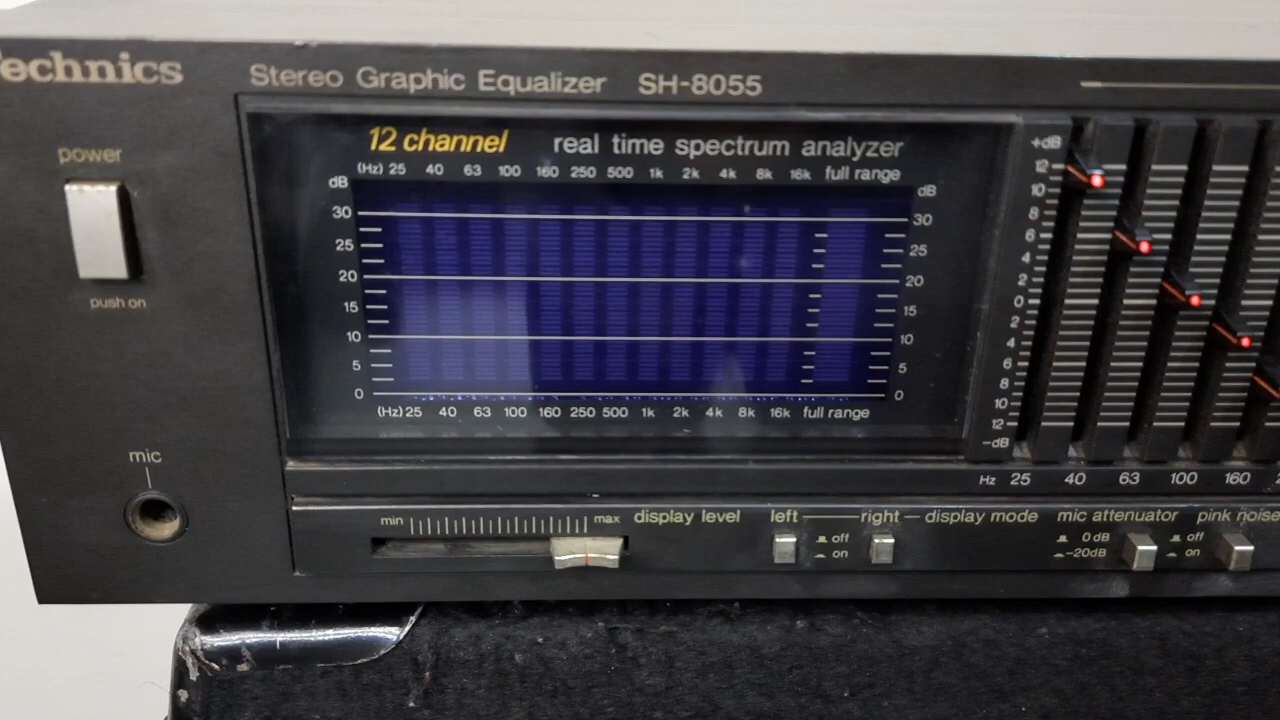 echnics
Stereo Graphic Equalizer SH-8055
power
push on
mic
12 channel real time spectrum analyzer
(Hz) 25 40 63 100 160 250 500 1k 2k 4k 8k 16k full range
dB dB
30 30
25 25
20 20
15 15
10 10
5 5
0 0
(Hz) 25 40 63 100 160 250 500 1k 2k 4k 8k 16k full range
+dB
12
10
8
6
4
2
0
2
4
6
8
10
12
-dB
Hz 25 40 63 100 160
min max display level
left right display mode
off
on
mic attenuator
0dB
-20dB
pink noise
off
on